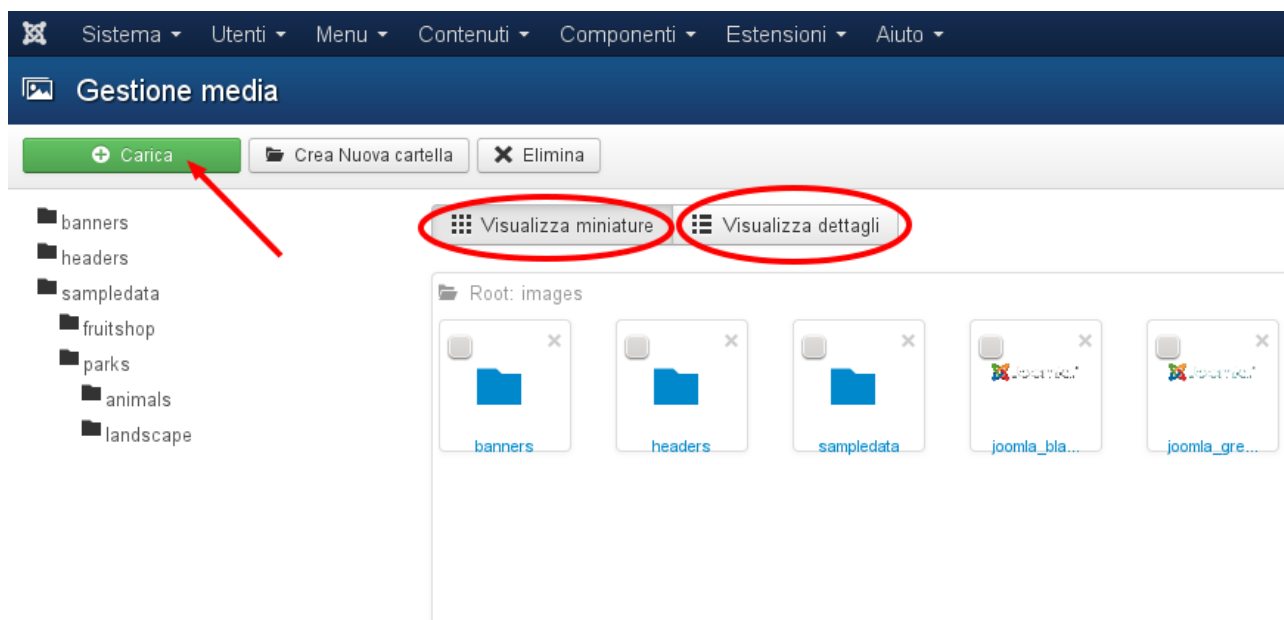 Sistema Utenti Menu Contenuti Componenti Estensioni Aiuto
Gestione media
Carica Crea Nuova cartella Elimina
banners
headers
sampledata
fruitshop
parks
animals
landscape
Visualizza miniature Visualizza dettagli
Root: images
banners headers sampledata joomla_bla... joomla_gre...